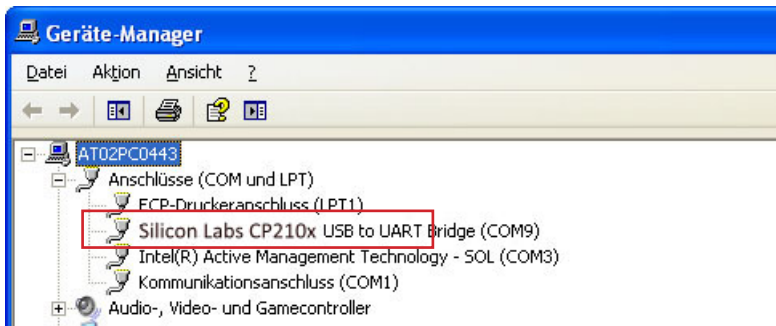 Geräte-Manager
Datei Aktion Ansicht ?
AT02PC0443
Anschlüsse (COM und LPT)
ECP-Druckeranschluss (LPT1)
Silicon Labs CP210x USB to UART Bridge (COM9)
Intel(R) Active Management Technology - SOL (COM3)
Kommunikationsanschluss (COM1)
Audio-, Video- und Gamecontroller